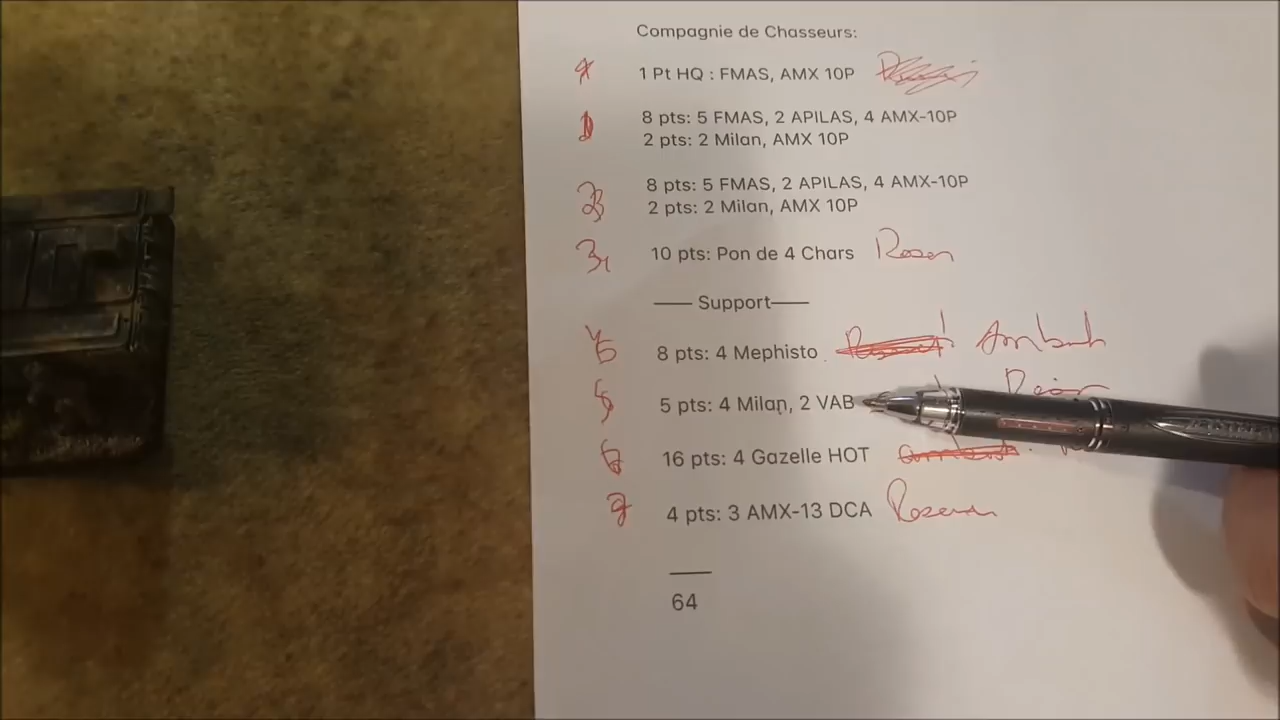 Compagnie de Chasseurs:
1 Pt HQ : FMAS, AMX 10P
8 pts: 5 FMAS, 2 APILAS, 4 AMX-10P
2 pts: 2 Milan, AMX 10P
8 pts: 5 FMAS, 2 APILAS, 4 AMX-10P
2 pts: 2 Milan, AMX 10P
3 10 pts: Pon de 4 Chars
Support
8 pts: 4 Mephisto Ambush
5 pts: 4 Milan, 2 VAB
16 pts: 4 Gazelle HOT
4 pts: 3 AMX-13 DCA
64